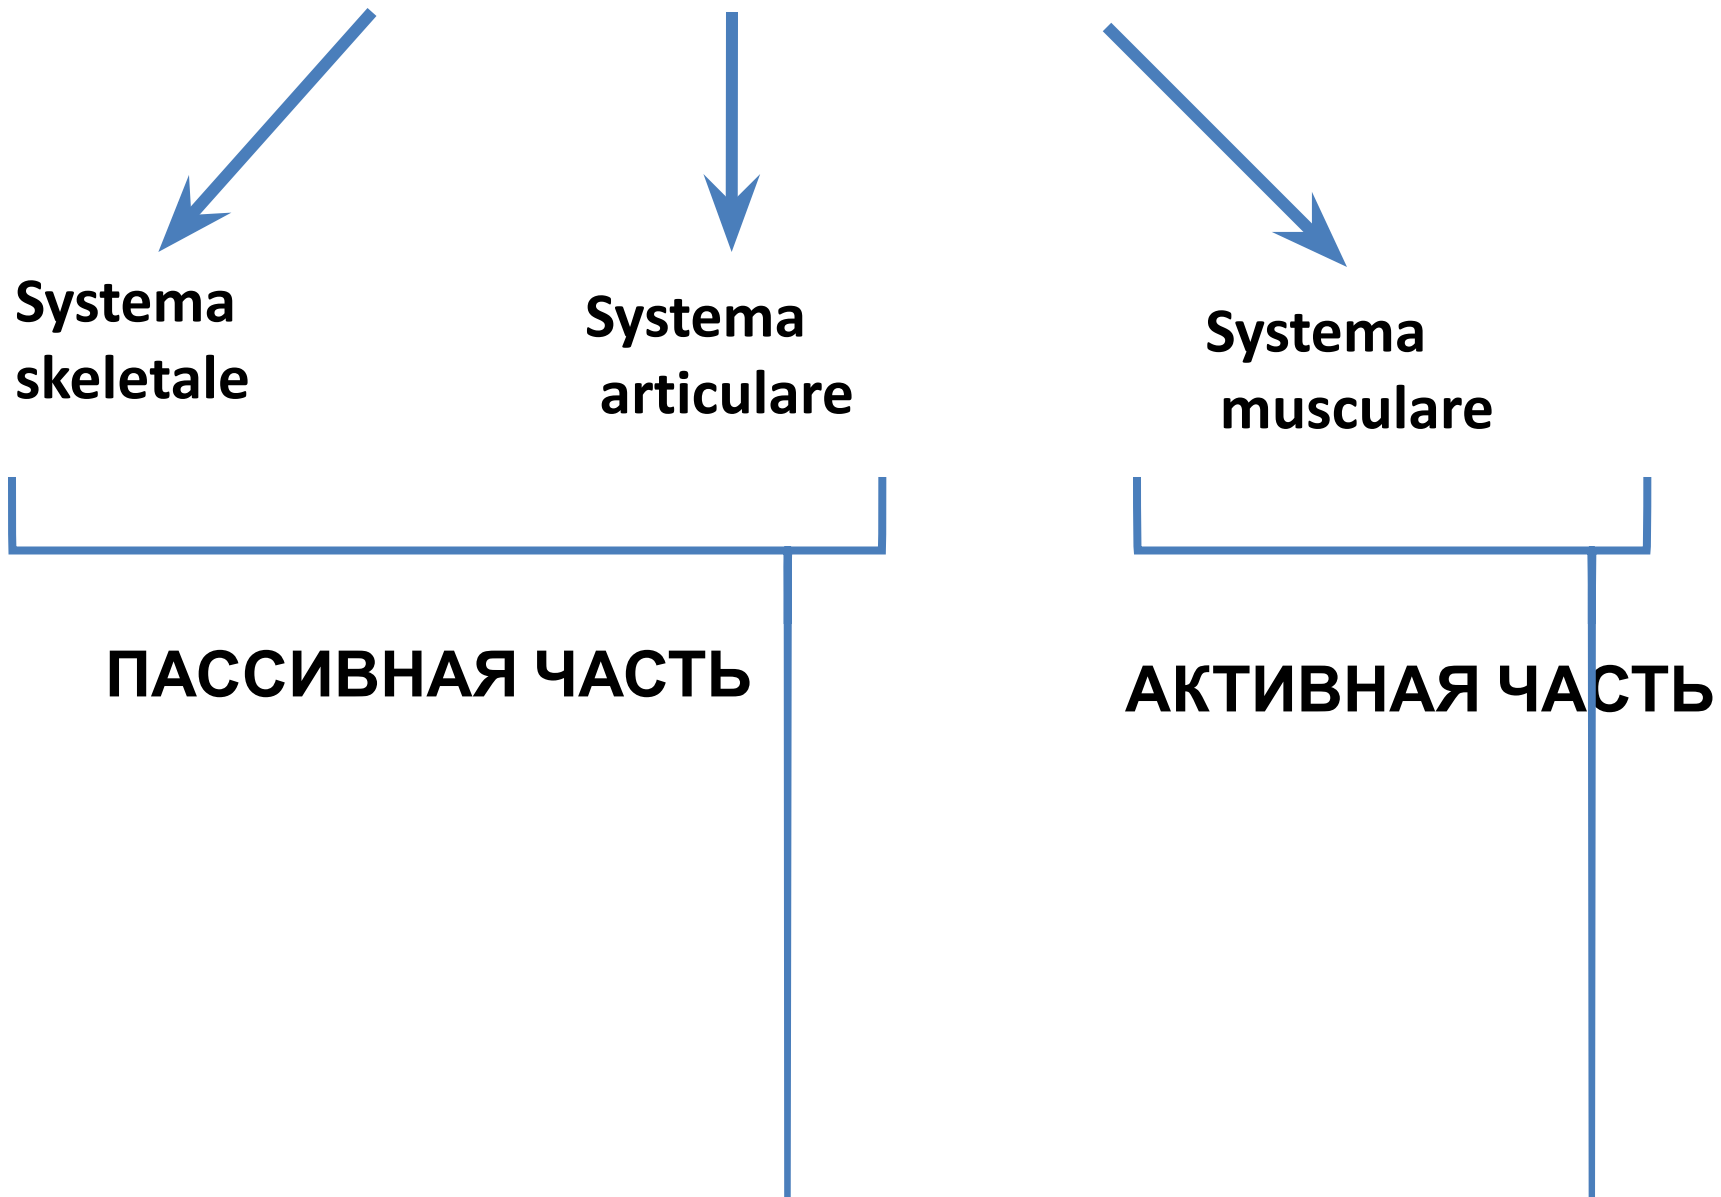 Systema
skeletale
Systema
articulare
Systema
musculare
ПАССИВНАЯ ЧАСТЬ
АКТИВНАЯ ЧАСТЬ